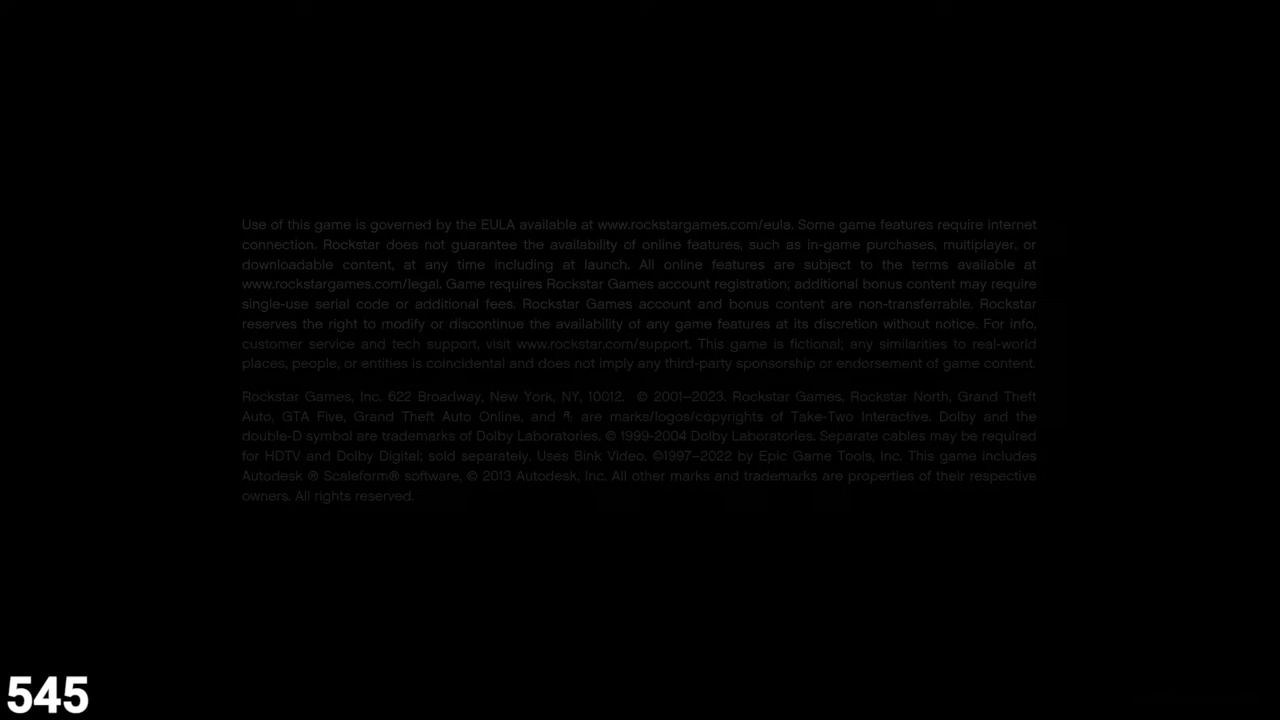 Use of this game is governed by the EULA available at www.rockstargames.com/eula. Some game features require internet
connection. Rockstar does not guarantee the availability of online features, such as in-game purchases, multiplayer, or
downloadable content, at any time including at launch. All online features are subject to the terms available at
www.rockstargames.com/legal. Game requires Rockstar Games account registration; additional bonus content may require
single-use serial code or additional fees. Rockstar Games account and bonus content are non-transferrable. Rockstar
reserves the right to modify or discontinue the availability of any game features at its discretion without notice. For info,
customer service and tech support, visit www.rockstar.com/support. This game is fictional; any similarities to real-world
places, people, or entities is coincidental and does not imply any third-party sponsorship or endorsement of game content.
Rockstar Games, Inc. 622 Broadway, New York, NY, 10012. © 2001–2023. Rockstar Games, Rockstar North, Grand Theft
Auto, GTA Five, Grand Theft Auto Online, and R* are marks/logos/copyrights of Take-Two Interactive. Dolby and the
double-D symbol are trademarks of Dolby Laboratories. © 1999-2004 Dolby Laboratories. Separate cables may be required
for HDTV and Dolby Digital; sold separately. Uses Bink Video. ©1997–2022 by Epic Game Tools, Inc. This game includes
Autodesk ® Scaleform® software, © 2013 Autodesk, Inc. All other marks and trademarks are properties of their respective
owners. All rights reserved.
545